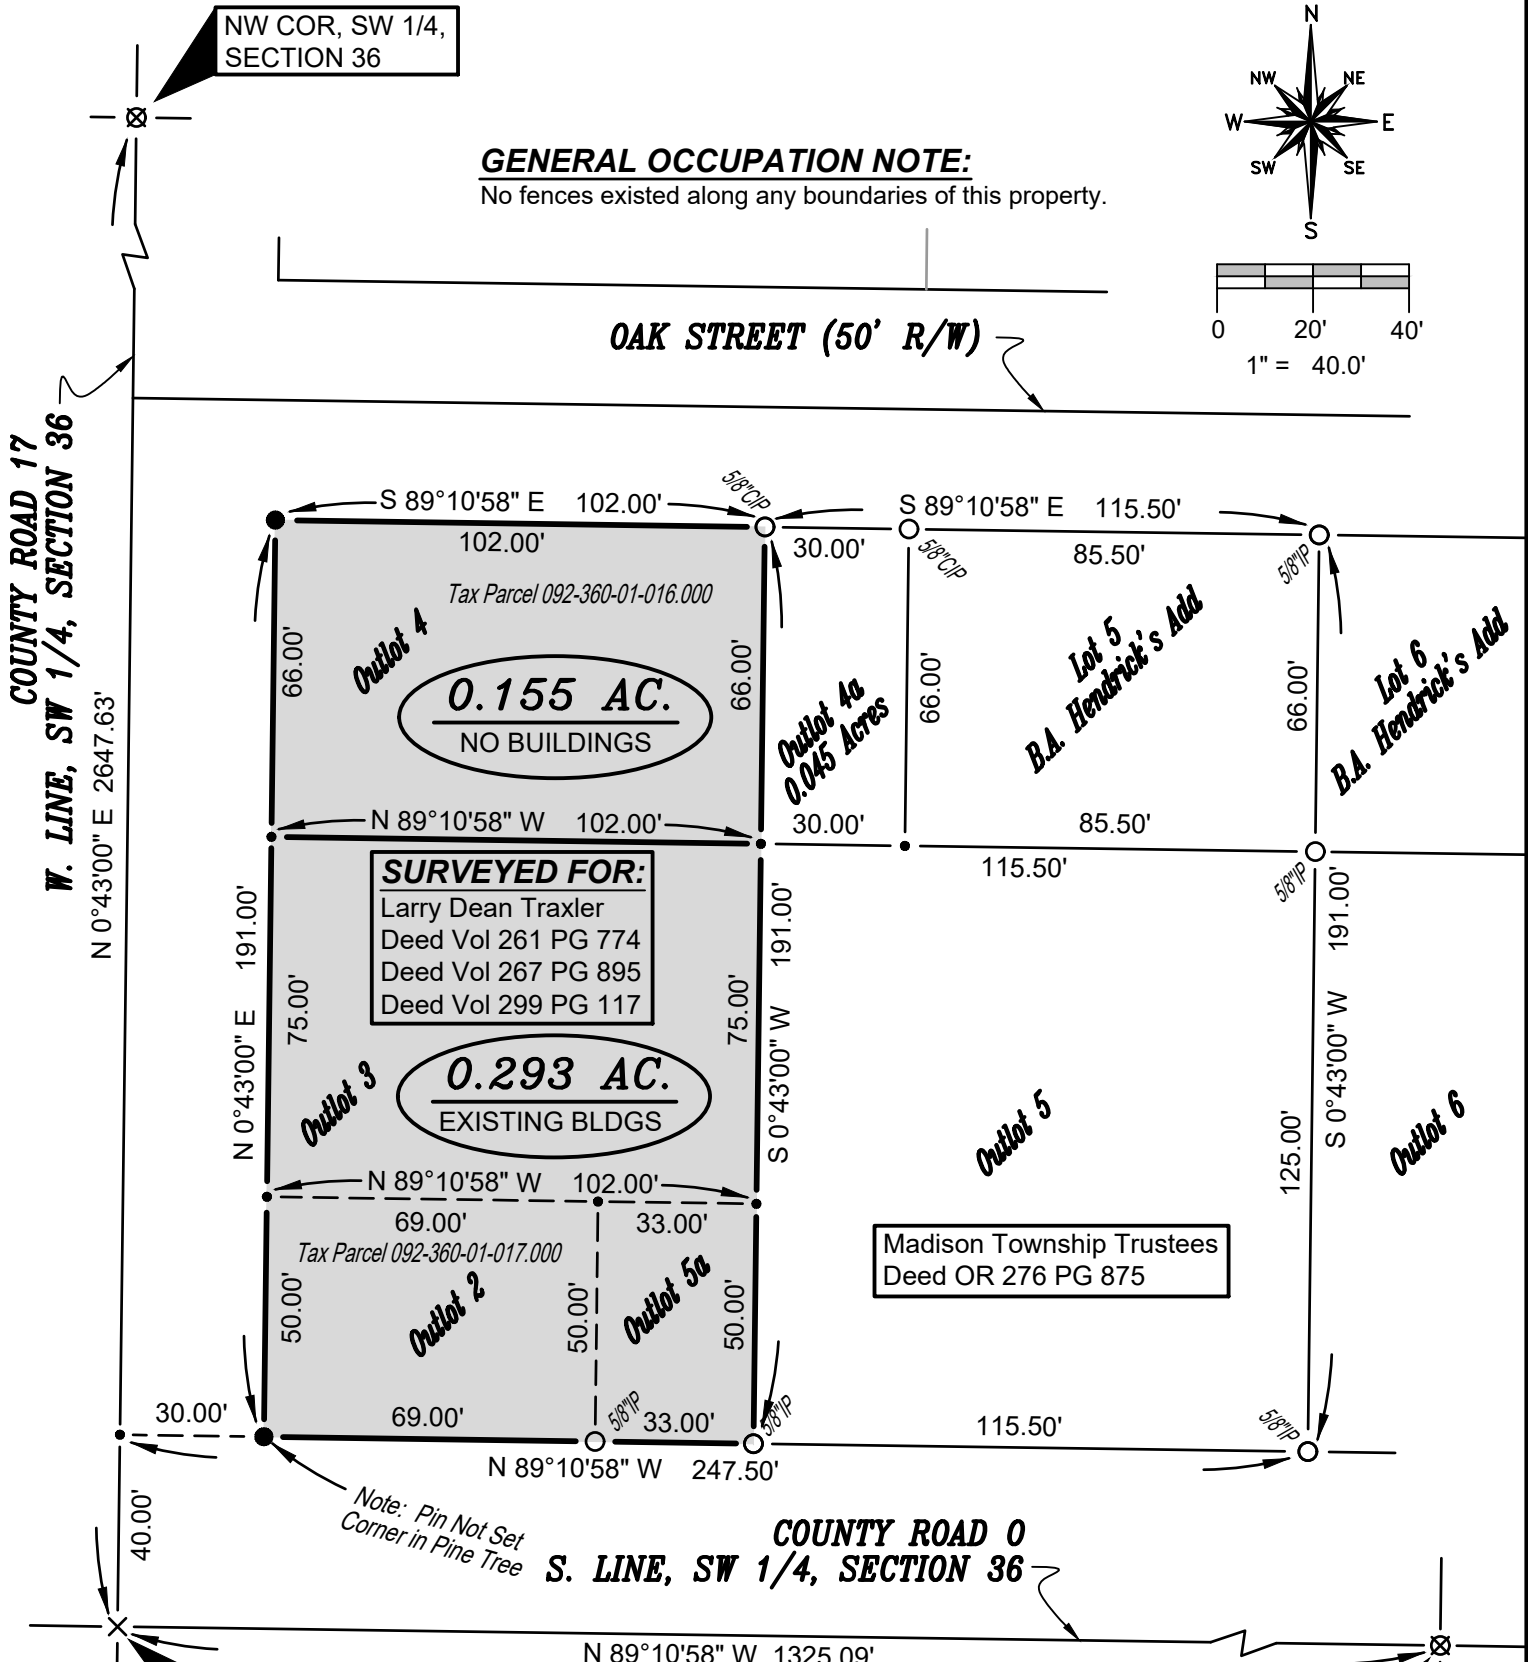 NW COR, SW 1/4,
SECTION 36
N
NW
NE
W
E
SW
SE
S
GENERAL OCCUPATION NOTE:
No fences existed along any boundaries of this property.
0
20'
40'
1" = 40.0'
OAK STREET (50' R/W)
COUNTY ROAD 17
W. LINE, SW 1/4, SECTION 36
N 0°43'00" E 2647.63'
S 89°10'58" E 102.00'
102.00'
5/8"CIP
S 89°10'58" E 115.50'
30.00'
5/8"CIP
85.50'
5/8"IP
Tax Parcel 092-360-01-016.000
Outlot 4
66.00'
66.00'
0.155 AC.
NO BUILDINGS
Outlot 4a
0.045 Acres
66.00'
Lot 5
B.A. Hendrick's Add
66.00'
Lot 6
B.A. Hendrick's Add
N 89°10'58" W 102.00'
30.00'
85.50'
115.50'
5/8"IP
SURVEYED FOR:
Larry Dean Traxler
Deed Vol 261 PG 774
Deed Vol 267 PG 895
Deed Vol 299 PG 117
N 0°43'00" E 191.00'
75.00'
75.00'
S 0°43'00" W 191.00'
S 0°43'00" W 191.00'
125.00'
Outlot 3
0.293 AC.
EXISTING BLDGS
Outlot 5
Outlot 6
N 89°10'58" W 102.00'
69.00'
33.00'
Tax Parcel 092-360-01-017.000
Outlot 2
Outlot 5a
50.00'
50.00'
50.00'
Madison Township Trustees
Deed OR 276 PG 875
30.00'
69.00'
5/8"IP
33.00'
5/8"IP
115.50'
5/8"IP
N 89°10'58" W 247.50'
Note: Pin Not Set
Corner in Pine Tree
40.00'
COUNTY ROAD O
S. LINE, SW 1/4, SECTION 36
N 89°10'58" W 1325.09'